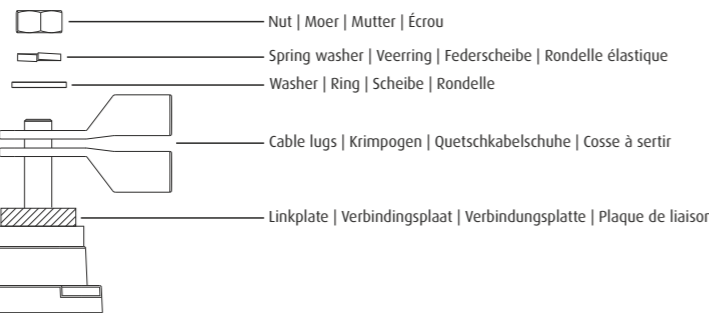 Nut | Moer | Mutter | Écrou
Spring washer | Veerring | Federscheibe | Rondelle élastique
Washer | Ring | Scheibe | Rondelle
Cable lugs | Krimpogen | Quetschkabelschuhe | Cosse à sertir
Linkplate | Verbindingsplaat | Verbindungsplatte | Plaque de liaison